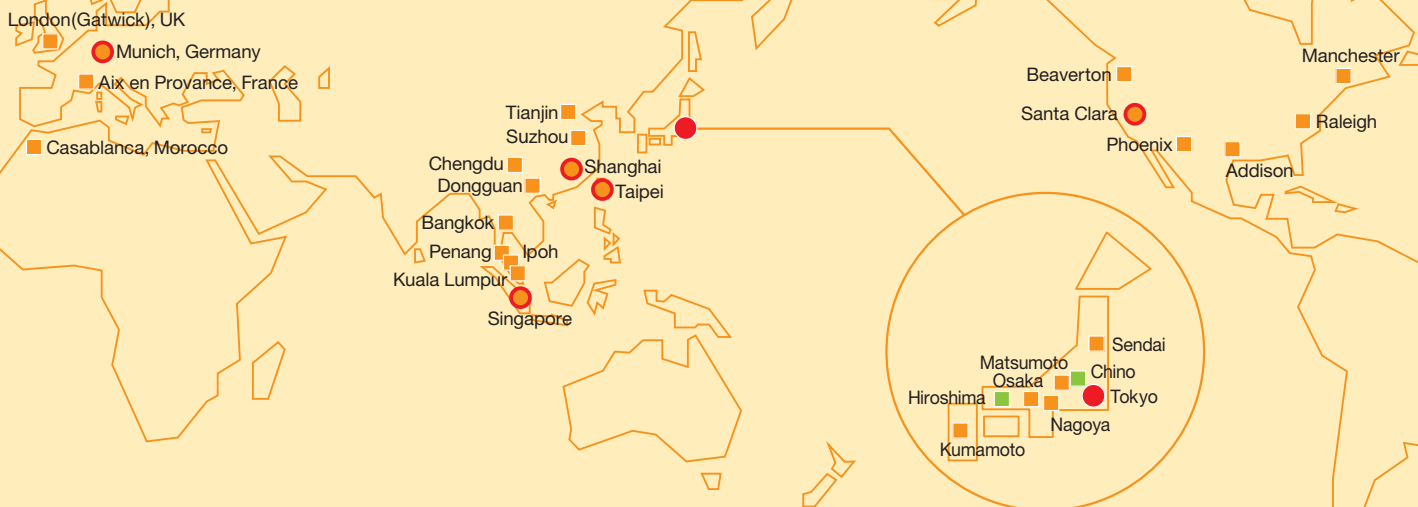 London(Gatwick), UK
Munich, Germany
Aix en Provance, France
Casablanca, Morocco
Tianjin
Suzhou
Chengdu
Shanghai
Dongguan
Taipei
Bangkok
Penang
Ipoh
Kuala Lumpur
Singapore
Manchester
Beaverton
Santa Clara
Raleigh
Phoenix
Addison
Sendai
Matsumoto
Chino
Osaka
Hiroshima
Tokyo
Nagoya
Kumamoto